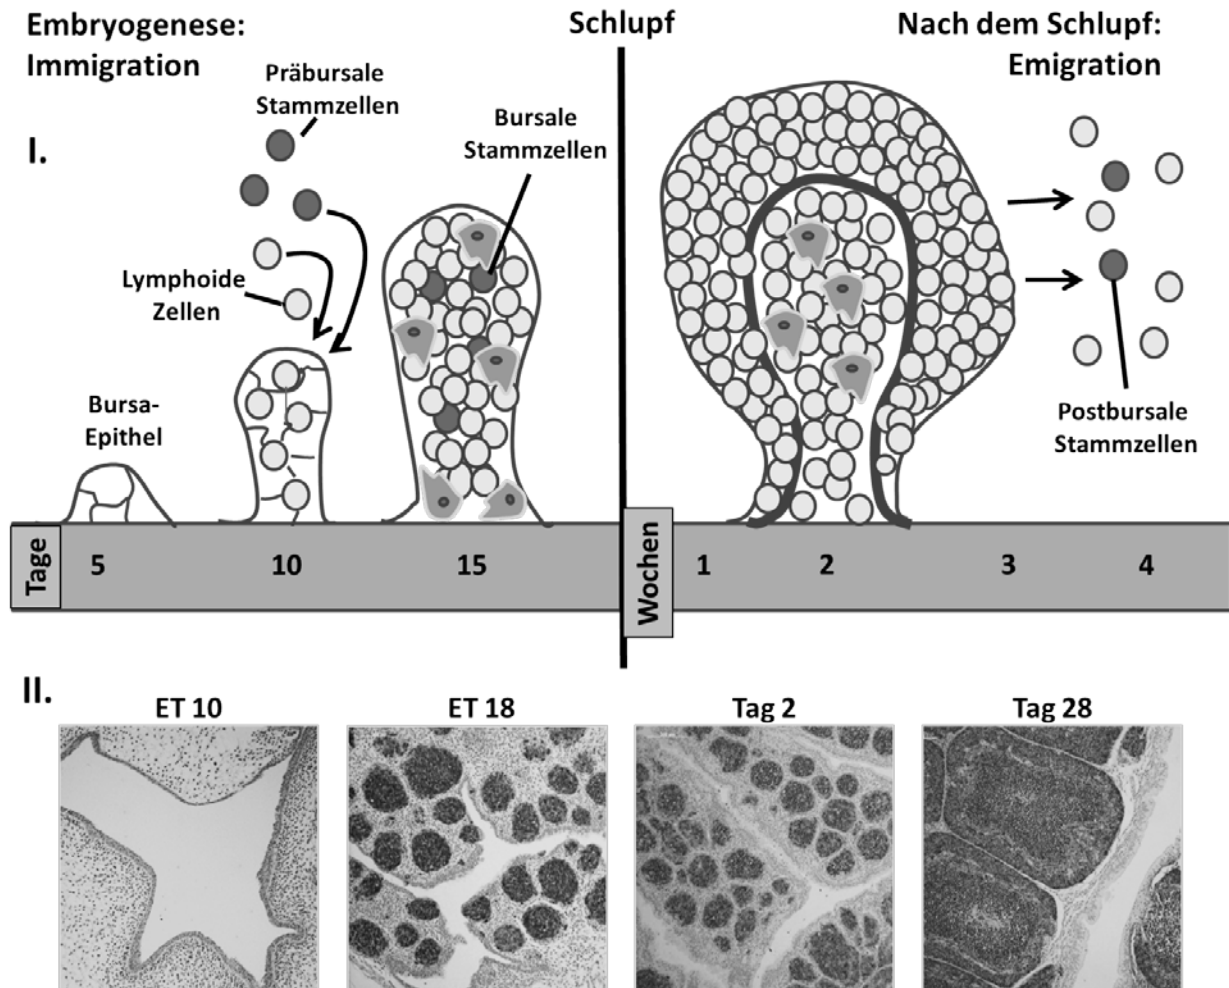 Embryogenese:
Immigration
Schlupf
Nach dem Schlupf:
Emigration
I.
Präbursale
Stammzellen
Bursale
Stammzellen
Lymphoide
Zellen
Bursa-
Epithel
Postbursale
Stammzellen
Tage
5
10
15
Wochen
1
2
3
4
II.
ET 10
ET 18
Tag 2
Tag 28